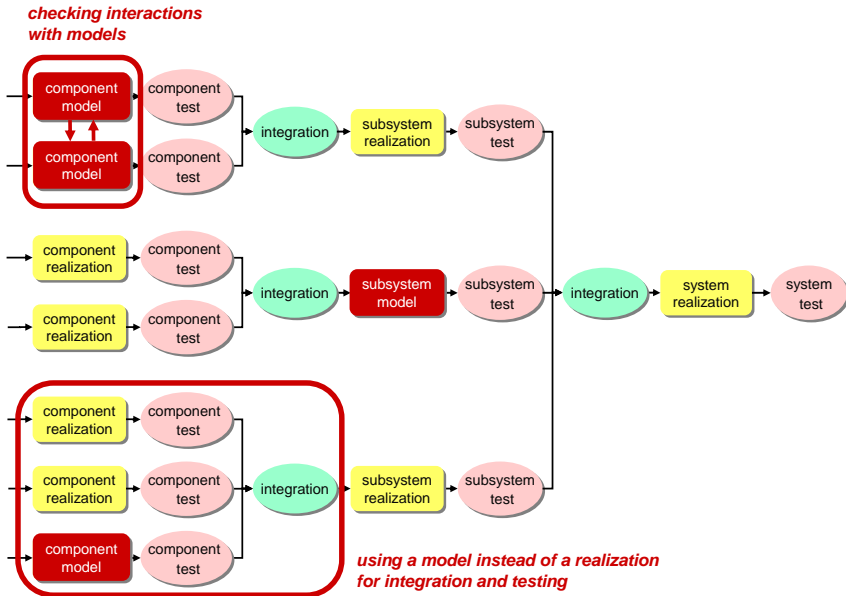 checking interactions
with models
component
model
component
test
component
model
component
test
integration
subsystem
realization
subsystem
test
component
realization
component
test
component
realization
component
test
integration
subsystem
model
subsystem
test
integration
system
realization
system
test
component
realization
component
test
component
realization
component
test
component
model
component
test
integration
subsystem
realization
subsystem
test
using a model instead of a realization
for integration and testing